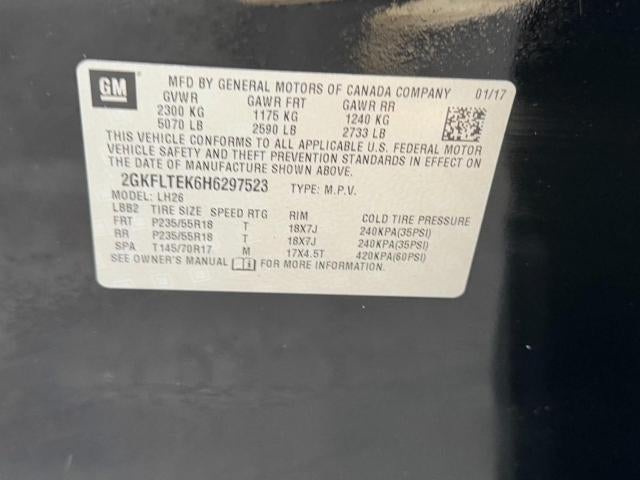 GM
MFD BY GENERAL MOTORS OF CANADA COMPANY 01/17
GVWR GAWR FRT GAWR RR
2300 KG 1175 KG 1240 KG
5070 LB 2590 LB 2733 LB
THIS VEHICLE CONFORMS TO ALL APPLICABLE U.S. FEDERAL MOTOR
VEHICLE SAFETY AND THEFT PREVENTION STANDARDS IN EFFECT ON
THE DATE OF MANUFACTURE SHOWN ABOVE.
2GKFLTEK6H6297523 TYPE: M.P.V.
MODEL: LH26
LBB2 TIRE SIZE SPEED RTG RIM COLD TIRE PRESSURE
FRT P235/55R18 T 18X7J 240KPA(35PSI)
RR P235/55R18 T 18X7J 240KPA(35PSI)
SPA T145/70R17 M 17X4.5T 420KPA(60PSI)
SEE OWNER'S MANUAL FOR MORE INFORMATION.